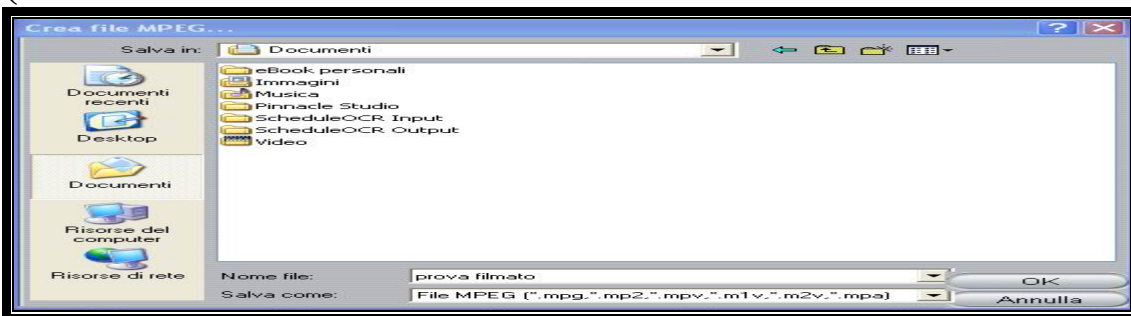 Crea file MPEG...
Salva in: Documenti
Documenti recenti
Desktop
Documenti
Risorse del computer
Risorse di rete
eBook personali
Immagini
Musica
Pinnacle Studio
ScheduleOCR Input
ScheduleOCR Output
Video
Nome file: prova filmato
OK
Salva come: File MPEG (*.mpg,*.mp2,*.mpv,*.m1v,*.m2v,*.mpa)
Annulla